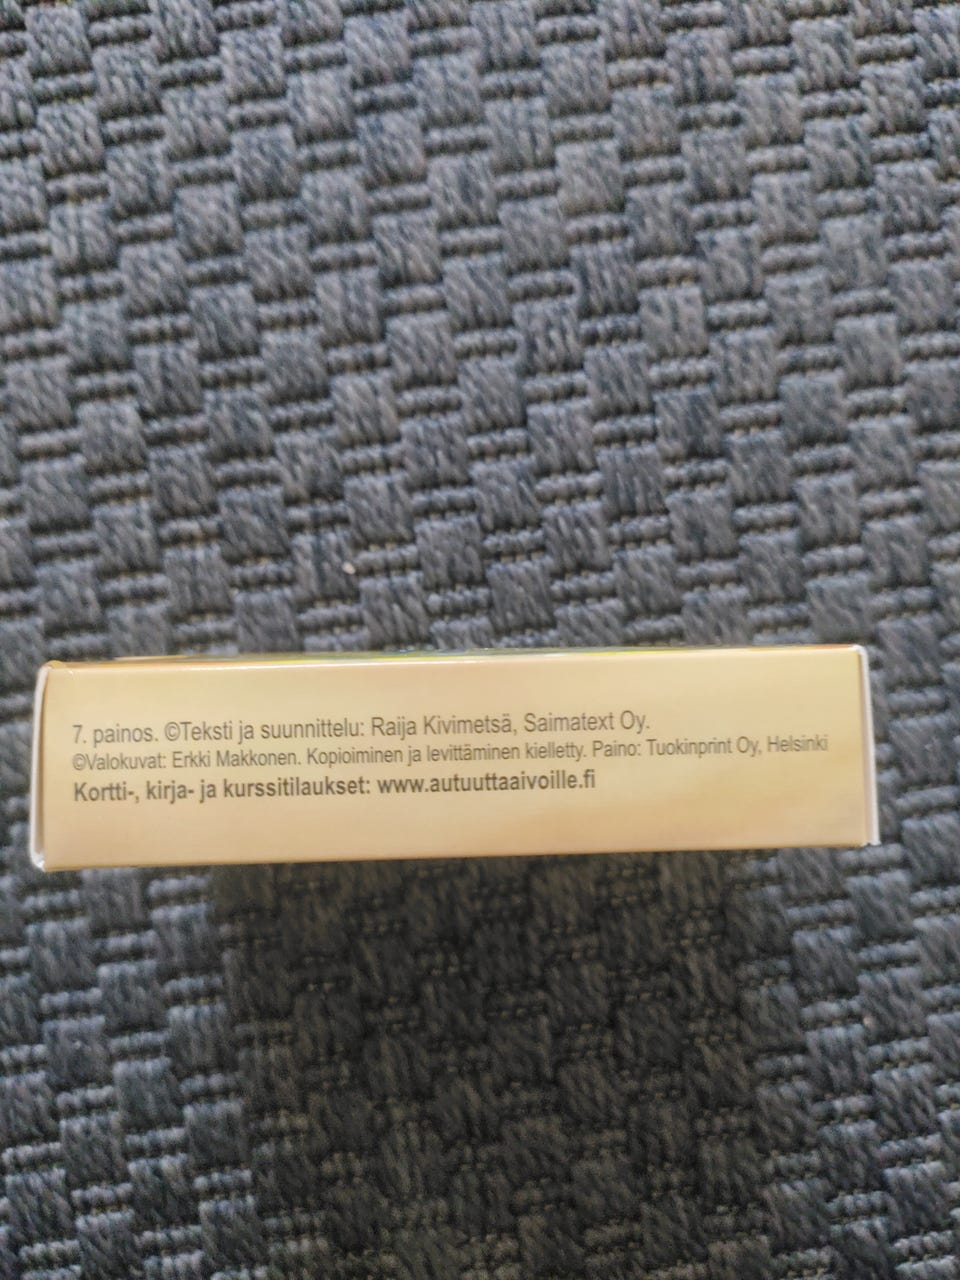 7. painos. ©Teksti ja suunnittelu: Raija Kivimetsä, Saimatext Oy.
©Valokuvat: Erkki Makkonen. Kopioiminen ja levittäminen kielletty. Paino: Tuokinprint Oy, Helsinki
Kortti-, kirja- ja kurssitilaukset: www.autuuttaaivoille.fi